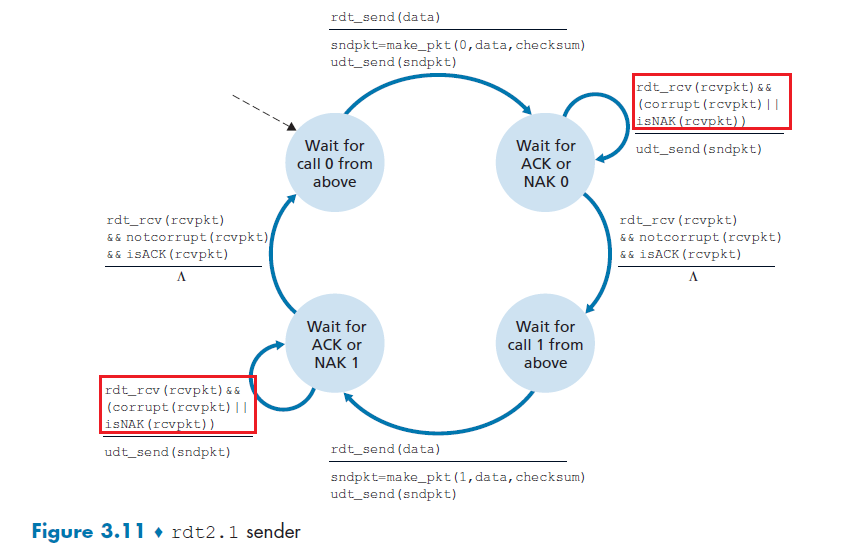 rdt_send(data)
sndpkt=make_pkt(0,data,checksum)
udt_send(sndpkt)
rdt_rcv(rcvpkt)&&
(corrupt(rcvpkt)||
isNAK(rcvpkt))
udt_send(sndpkt)
Wait for
call 0 from
above
Wait for
ACK or
NAK 0
rdt_rcv(rcvpkt)
&& notcorrupt(rcvpkt)
&& isACK(rcvpkt)
Λ
rdt_rcv(rcvpkt)
&& notcorrupt(rcvpkt)
&& isACK(rcvpkt)
Λ
Wait for
ACK or
NAK 1
Wait for
call 1 from
above
rdt_rcv(rcvpkt)&&
(corrupt(rcvpkt)||
isNAK(rcvpkt))
udt_send(sndpkt)
rdt_send(data)
sndpkt=make_pkt(1,data,checksum)
udt_send(sndpkt)
Figure 3.11 ♦ rdt2.1 sender